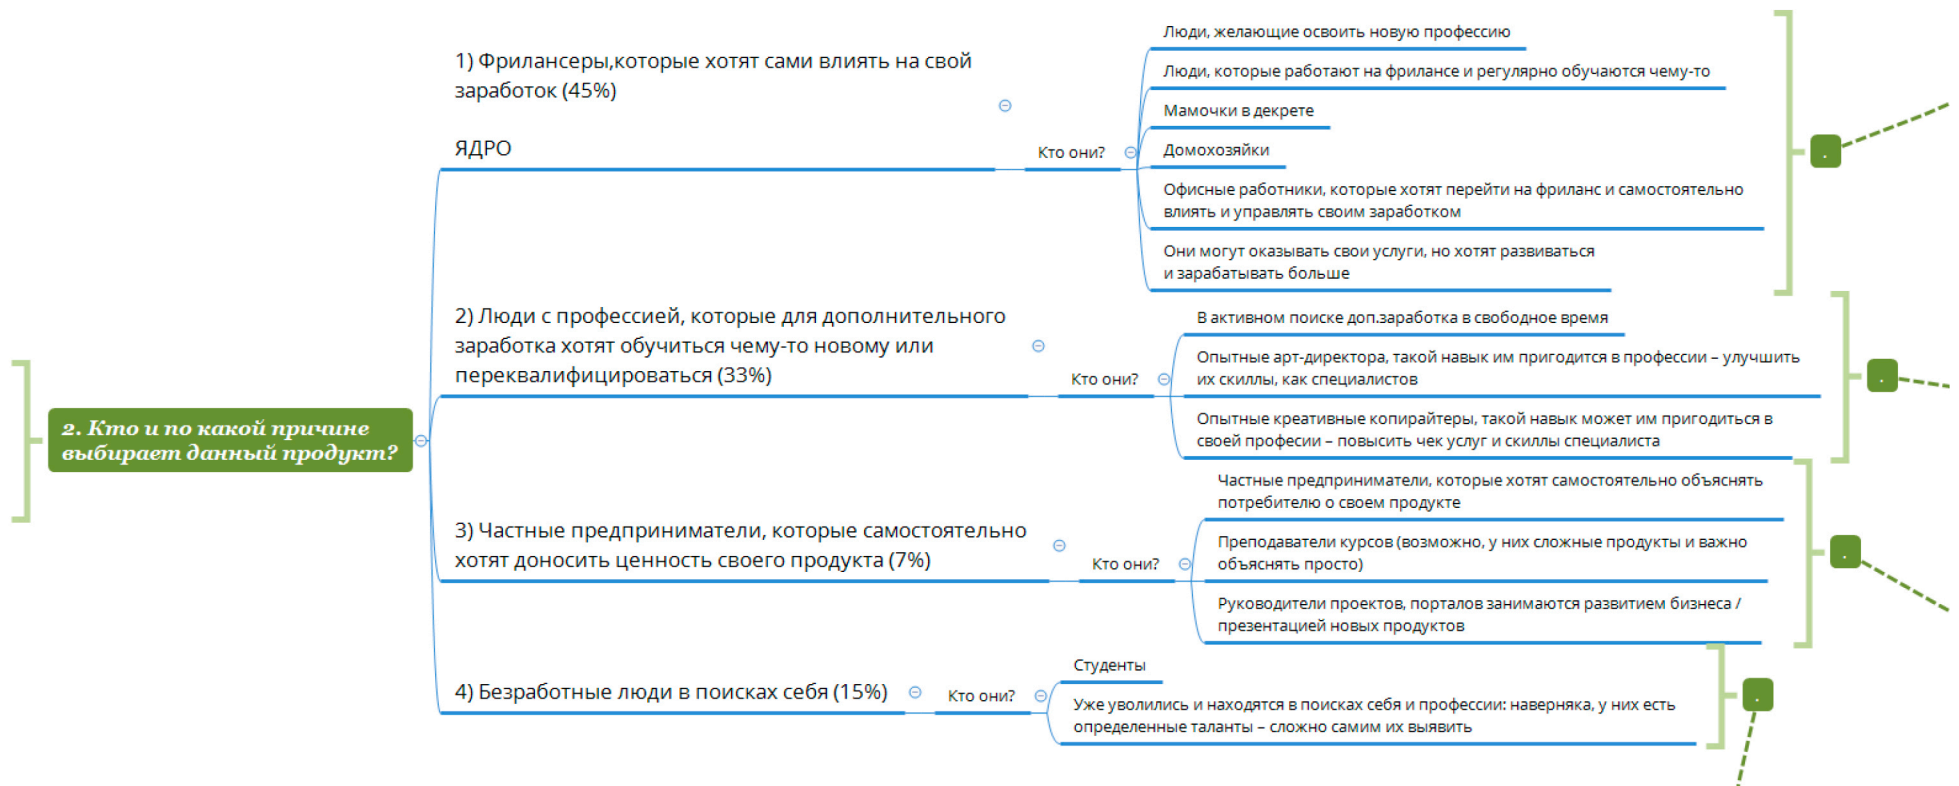 2. Кто и по какой причине
выбирает данный продукт?
1) Фрилансеры,которые хотят сами влиять на свой
заработок (45%)
ЯДРО
Кто они?
Люди, желающие освоить новую профессию
Люди, которые работают на фрилансе и регулярно обучаются чему-то
Мамочки в декрете
Домохозяйки
Офисные работники, которые хотят перейти на фриланс и самостоятельно
влиять и управлять своим заработком
Они могут оказывать свои услуги, но хотят развиваться
и зарабатывать больше
2) Люди с профессией, которые для дополнительного
заработка хотят обучиться чему-то новому или
переквалифицироваться (33%)
Кто они?
В активном поиске доп.заработка в свободное время
Опытные арт-директора, такой навык им пригодится в профессии – улучшить
их скиллы, как специалистов
Опытные креативные копирайтеры, такой навык может им пригодиться в
своей професии – повысить чек услуг и скиллы специалиста
3) Частные предприниматели, которые самостоятельно
хотят доносить ценность своего продукта (7%)
Кто они?
Частные предприниматели, которые хотят самостоятельно объяснять
потребителю о своем продукте
Преподаватели курсов (возможно, у них сложные продукты и важно
объяснять просто)
Руководители проектов, порталов занимаются развитием бизнеса /
презентацией новых продуктов
4) Безработные люди в поисках себя (15%)
Кто они?
Студенты
Уже уволились и находятся в поисках себя и профессии: наверняка, у них есть
определенные таланты – сложно самим их выявить
.
.
.
.